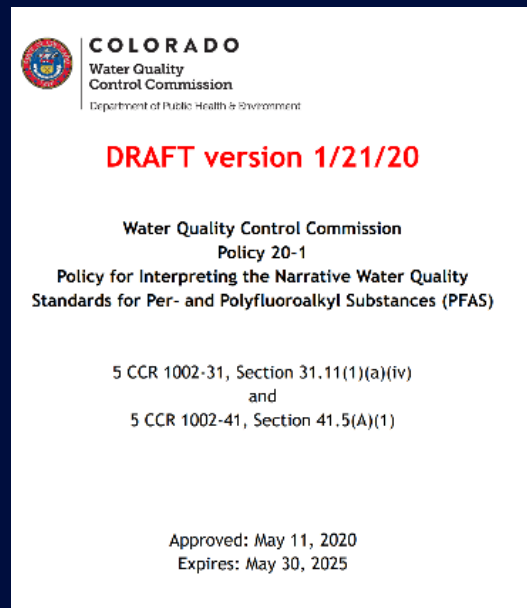 COLORADO
Water Quality
Control Commission
Department of Public Health & Environment
DRAFT version 1/21/20
Water Quality Control Commission
Policy 20-1
Policy for Interpreting the Narrative Water Quality
Standards for Per- and Polyfluoroalkyl Substances (PFAS)
5 CCR 1002-31, Section 31.11(1)(a)(iv)
and
5 CCR 1002-41, Section 41.5(A)(1)
Approved: May 11, 2020
Expires: May 30, 2025